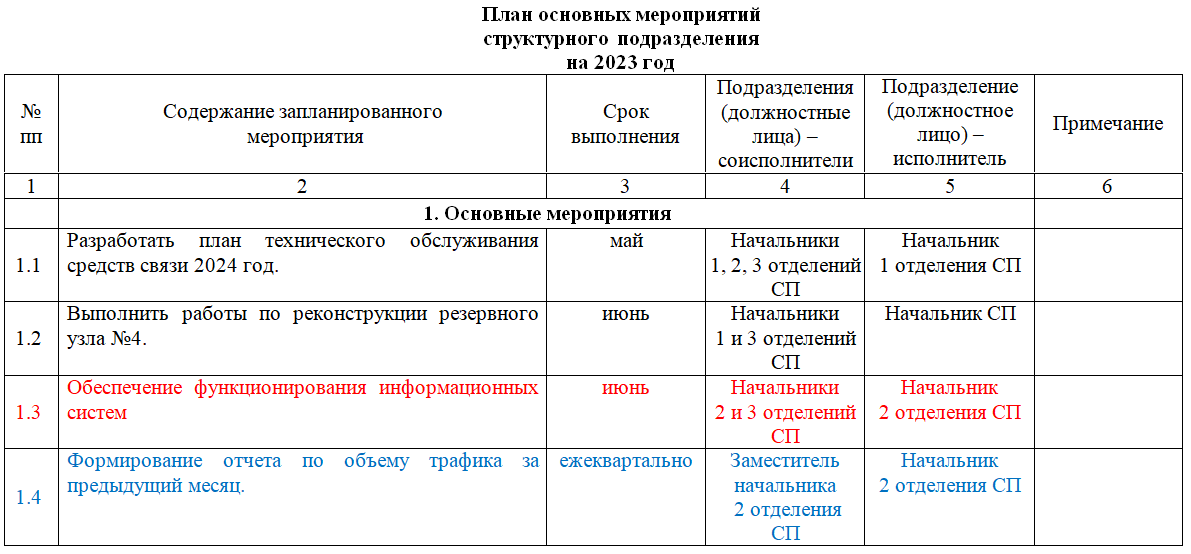 План основных мероприятий
структурного подразделения
на 2023 год
№
пп
Содержание запланированного
мероприятия
Срок
выполнения
Подразделения
(должностные
лица) –
соисполнители
Подразделение
(должностное
лицо) –
исполнитель
Примечание
1 2 3 4 5 6
1. Основные мероприятия
1.1
Разработать план технического обслуживания
средств связи 2024 год.
май
Начальники
1, 2, 3 отделений
СП
Начальник
1 отделения СП
1.2
Выполнить работы по реконструкции резервного
узла №4.
июнь
Начальники
1 и 3 отделений
СП
Начальник СП
1.3
Обеспечение функционирования информационных
систем
июнь
Начальники
2 и 3 отделений
СП
Начальник
2 отделения СП
1.4
Формирование отчета по объему трафика за
предыдущий месяц.
ежеквартально
Заместитель
начальника
2 отделения
СП
Начальник
2 отделения СП